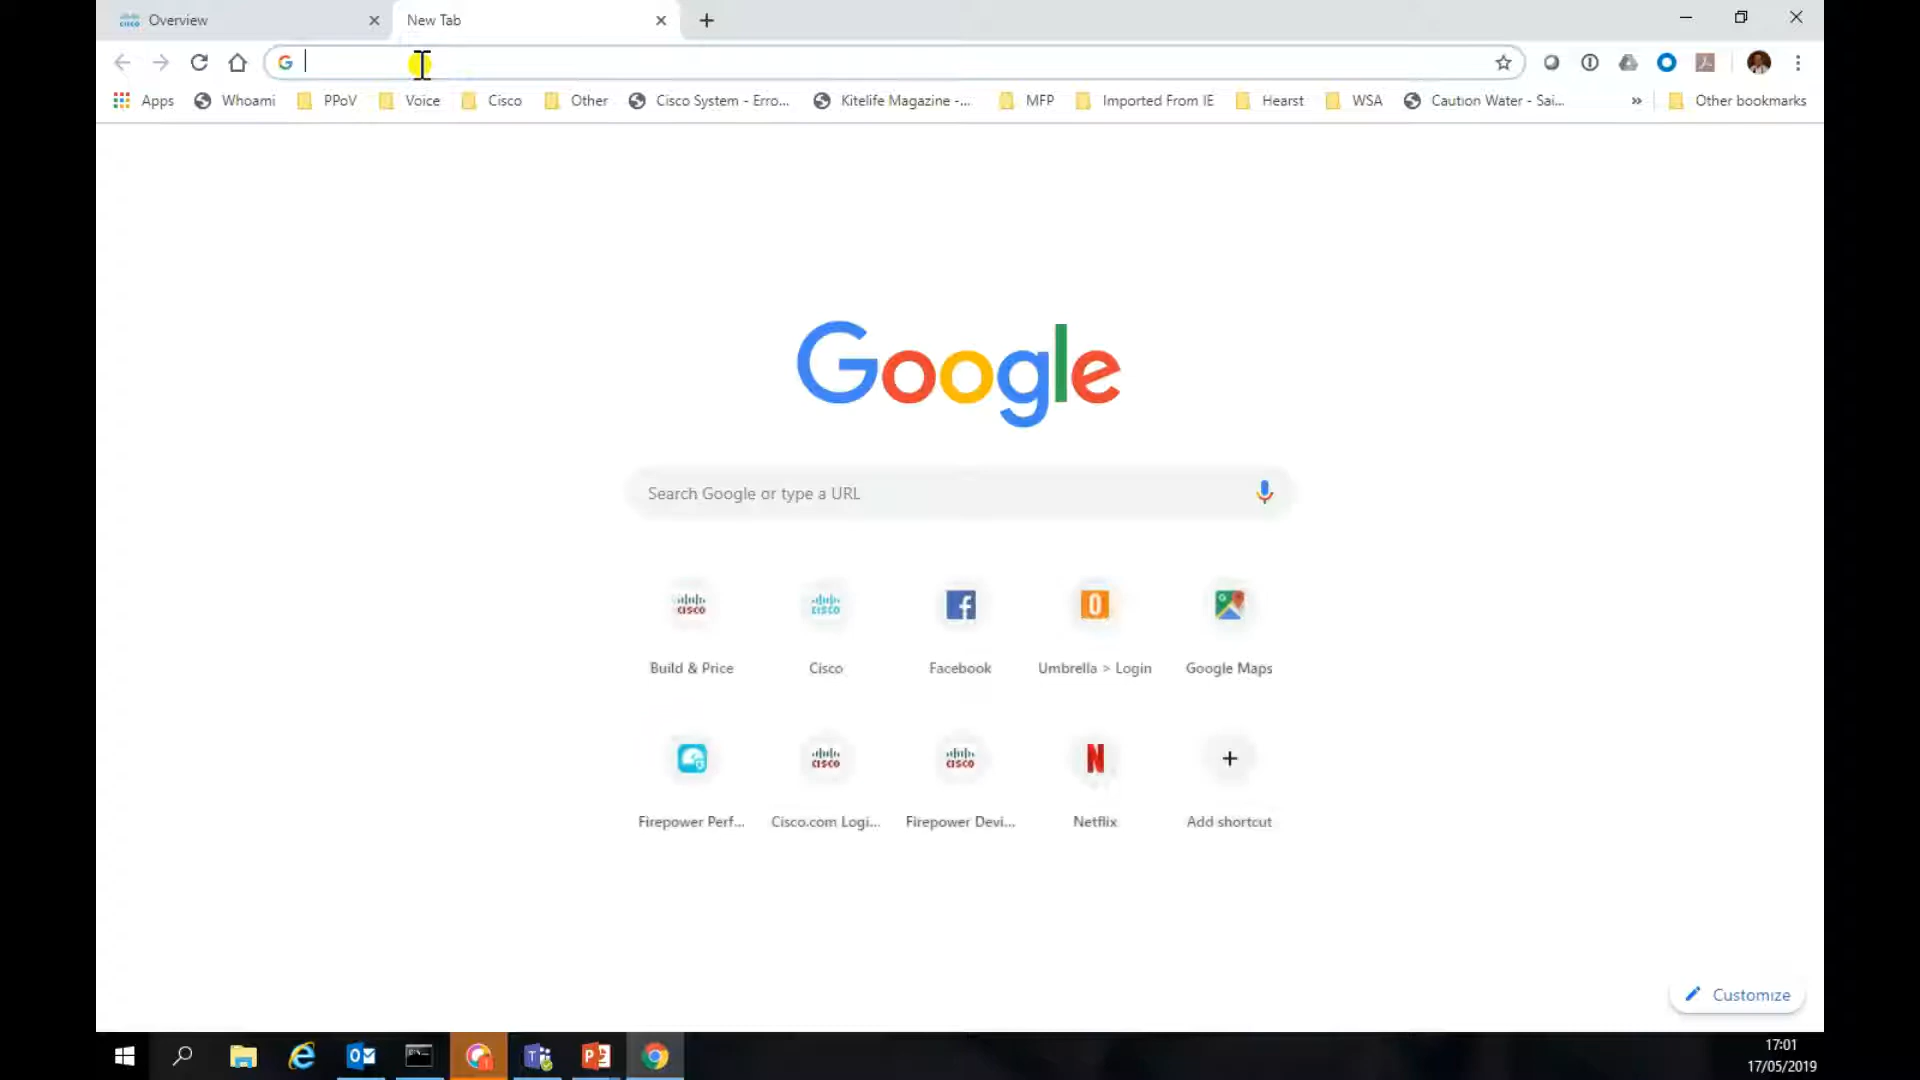 Overview
New Tab
Apps Whoami PPoV Voice Cisco Other Cisco System - Erro... Kitelife Magazine -... MFP Imported From IE Hearst WSA Caution Water - Sai... » Other bookmarks
Google
Search Google or type a URL
Build & Price Cisco Facebook Umbrella > Login Google Maps
Firepower Perf... Cisco.com Logi... Firepower Devi... Netflix Add shortcut
Customize
17:01
17/05/2019